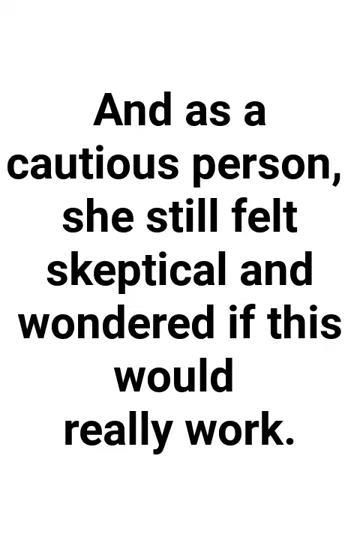 And as a
cautious person,
she still felt
skeptical and
wondered if this
would
really work.